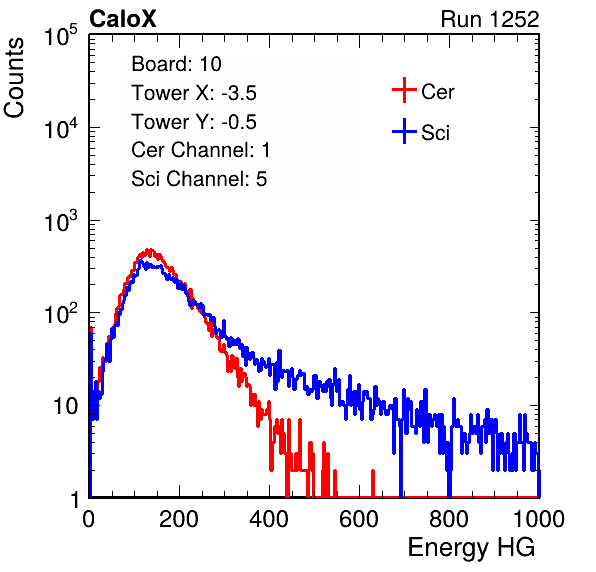 CaloX Run 1252
Counts
10^5
10^4
10^3
10^2
10
1
Board: 10
Tower X: -3.5
Tower Y: -0.5
Cer Channel: 1
Sci Channel: 5
Cer
Sci
0 200 400 600 800 1000
Energy HG